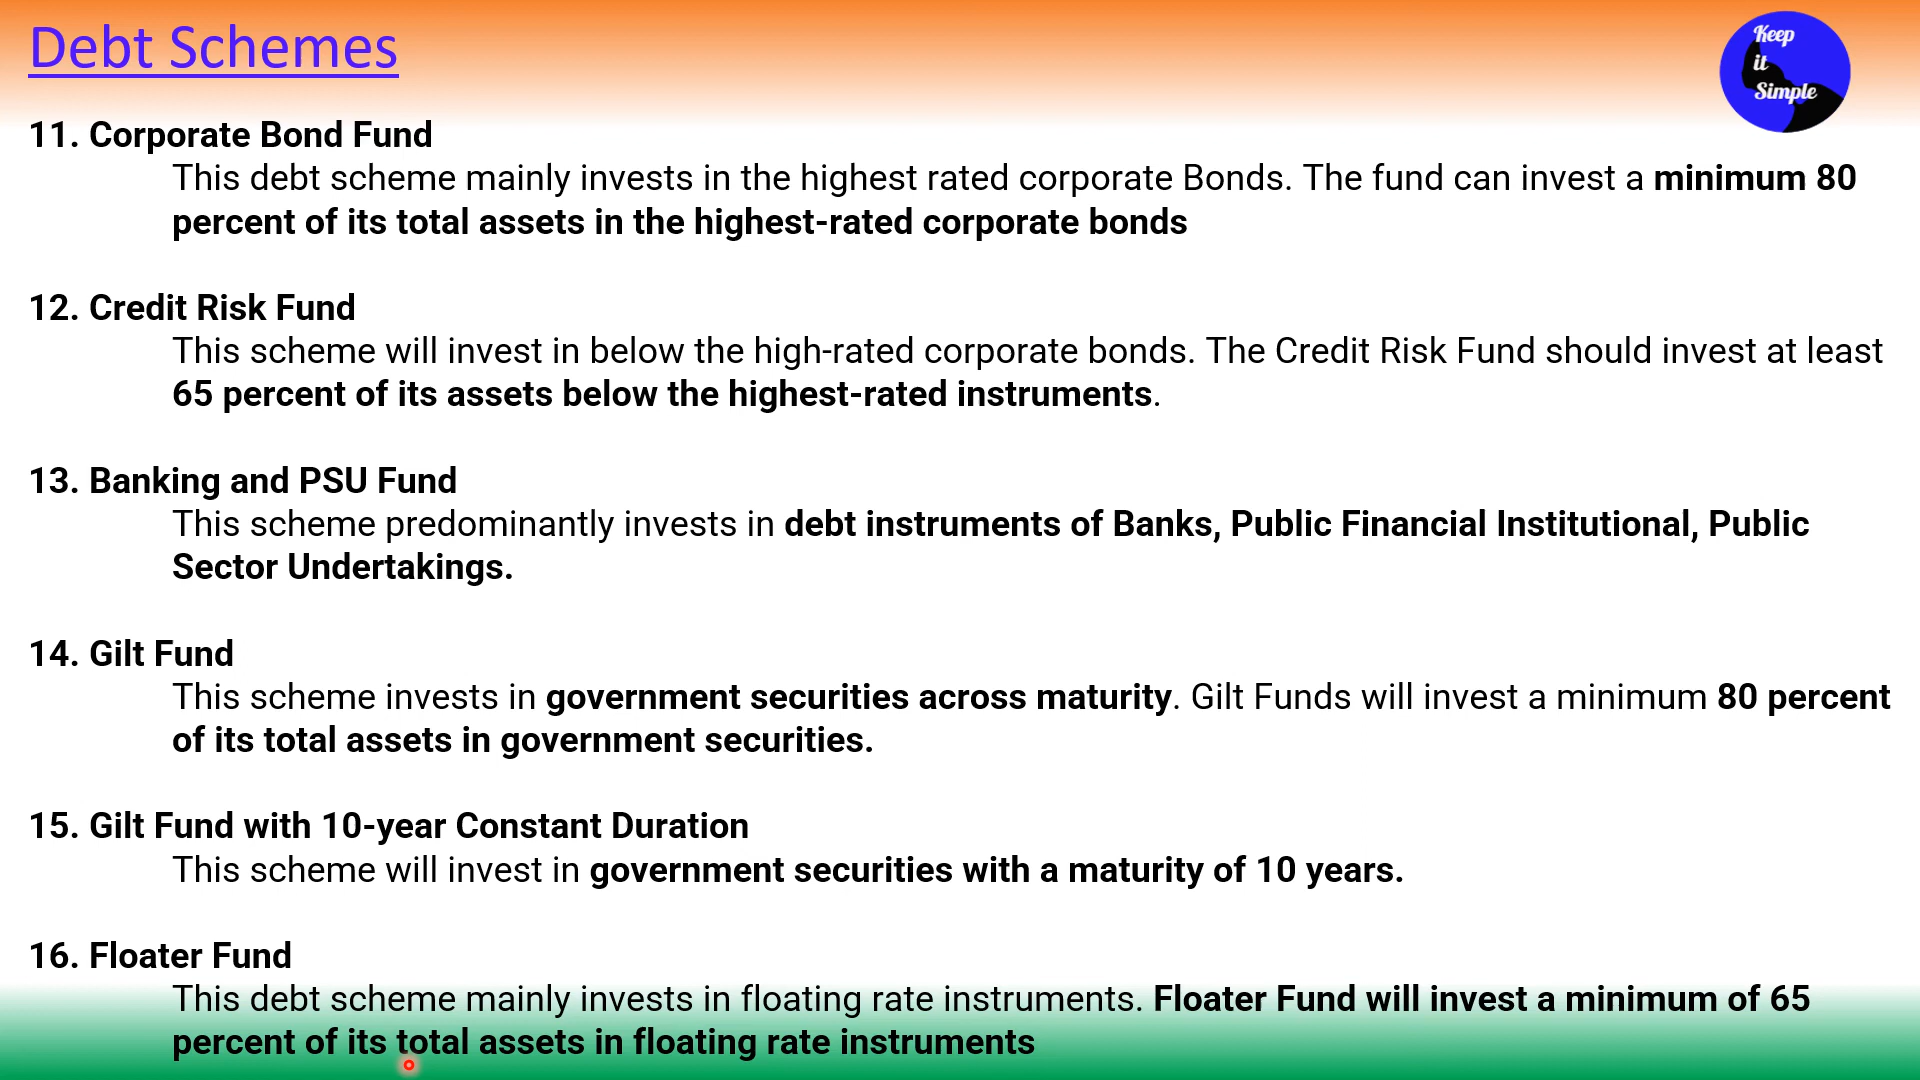 Debt Schemes
Keep
it
Simple
11. Corporate Bond Fund
This debt scheme mainly invests in the highest rated corporate Bonds. The fund can invest a minimum 80
percent of its total assets in the highest-rated corporate bonds
12. Credit Risk Fund
This scheme will invest in below the high-rated corporate bonds. The Credit Risk Fund should invest at least
65 percent of its assets below the highest-rated instruments.
13. Banking and PSU Fund
This scheme predominantly invests in debt instruments of Banks, Public Financial Institutional, Public
Sector Undertakings.
14. Gilt Fund
This scheme invests in government securities across maturity. Gilt Funds will invest a minimum 80 percent
of its total assets in government securities.
15. Gilt Fund with 10-year Constant Duration
This scheme will invest in government securities with a maturity of 10 years.
16. Floater Fund
This debt scheme mainly invests in floating rate instruments. Floater Fund will invest a minimum of 65
percent of its total assets in floating rate instruments